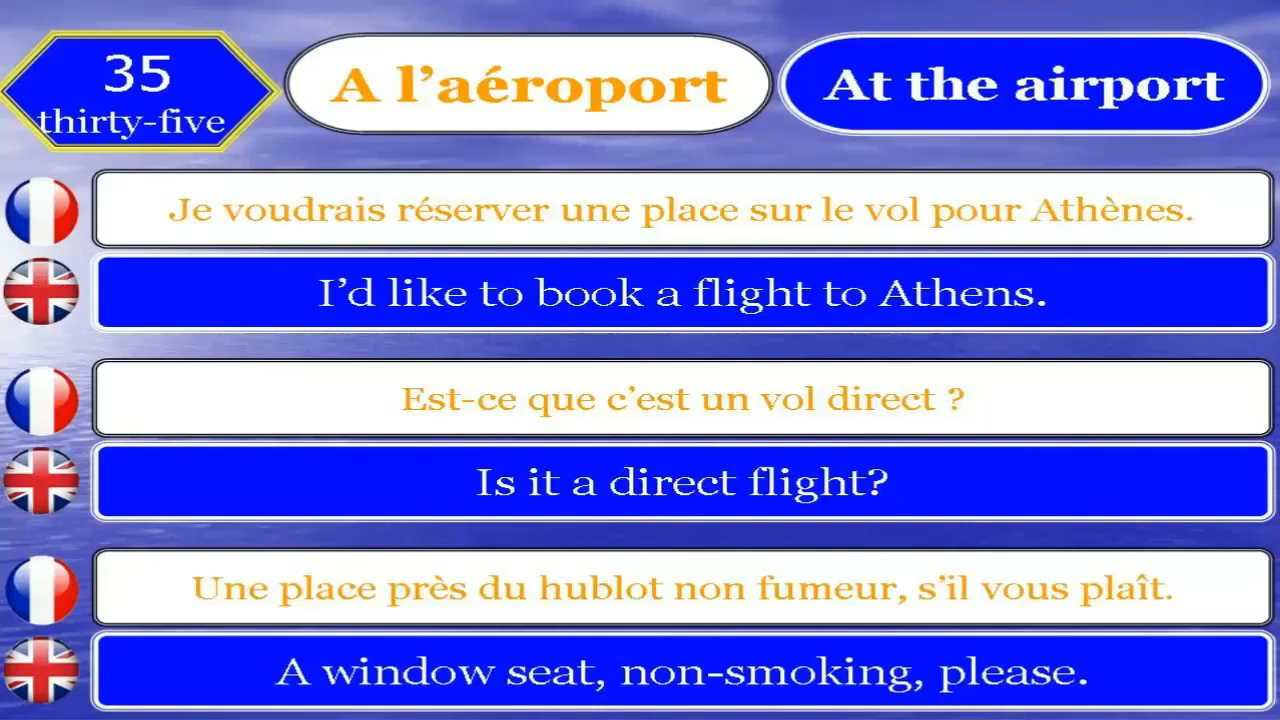 35
thirty-five
A l’aéroport
At the airport
Je voudrais réserver une place sur le vol pour Athènes.
I’d like to book a flight to Athens.
Est-ce que c’est un vol direct ?
Is it a direct flight?
Une place près du hublot non fumeur, s’il vous plaît.
A window seat, non-smoking, please.